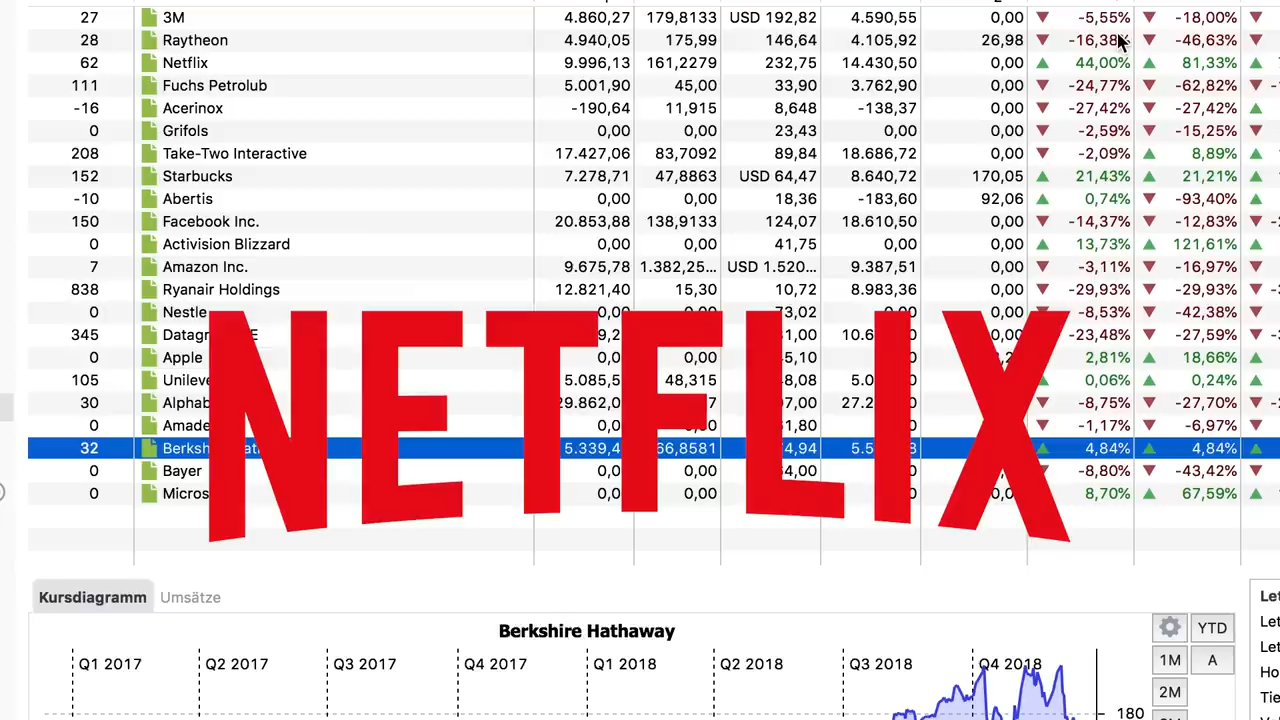 27 3M 4.860,27 179,8133 USD 192,82 4.590,55 0,00 -5,55% -18,00%
28 Raytheon 4.940,05 175,99 146,64 4.105,92 26,98 -16,38% -46,63%
62 Netflix 9.996,13 161,2279 232,75 14.430,50 0,00 44,00% 81,33%
111 Fuchs Petrolub 5.001,90 45,00 33,90 3.762,90 0,00 -24,77% -62,82%
-16 Acerinox -190,64 11,915 8,648 -138,37 0,00 -27,42% -27,42%
0 Grifols 0,00 0,00 23,43 0,00 0,00 -2,59% -15,25%
208 Take-Two Interactive 17.427,06 83,7092 89,84 8.686,72 0,00 -2,09% 8,89%
152 Starbucks 7.278,71 47,8863 USD 64,47 8.640,72 170,05 21,43% 21,21%
-10 Abertis 0,00 0,00 18,36 -183,60 92,06 0,74% -93,40%
150 Facebook Inc. 20.853,88 138,9133 124,07 18.610,50 0,00 -14,37% -12,83%
0 Activision Blizzard 0,00 0,00 41,75 0,00 0,00 13,73% 121,61%
7 Amazon Inc. 9.675,78 1.382,25... USD 1.520... 9.387,51 0,00 -3,11% -16,97%
838 Ryanair Holdings 12.821,40 15,30 10,72 8.983,36 0,00 -29,93% -29,93%
0 Nestle 73,02 -8,53% -42,38%
345 -23,48% -27,59%
0 Apple 0,00 2,81% 18,66%
105 48,315 0,06% 0,24%
30 -8,75% -27,70%
0 -1,17% -6,97%
32 4,84% 4,84%
0 Bayer 0,00 -8,80% -43,42%
0 0,00 8,70% 67,59%
NETFLIX
Kursdiagramm Umsätze
Berkshire Hathaway
YTD
Q1 2017 Q2 2017 Q3 2017 Q4 2017 Q1 2018 Q2 2018 Q3 2018 Q4 2018
1M A
2M
180